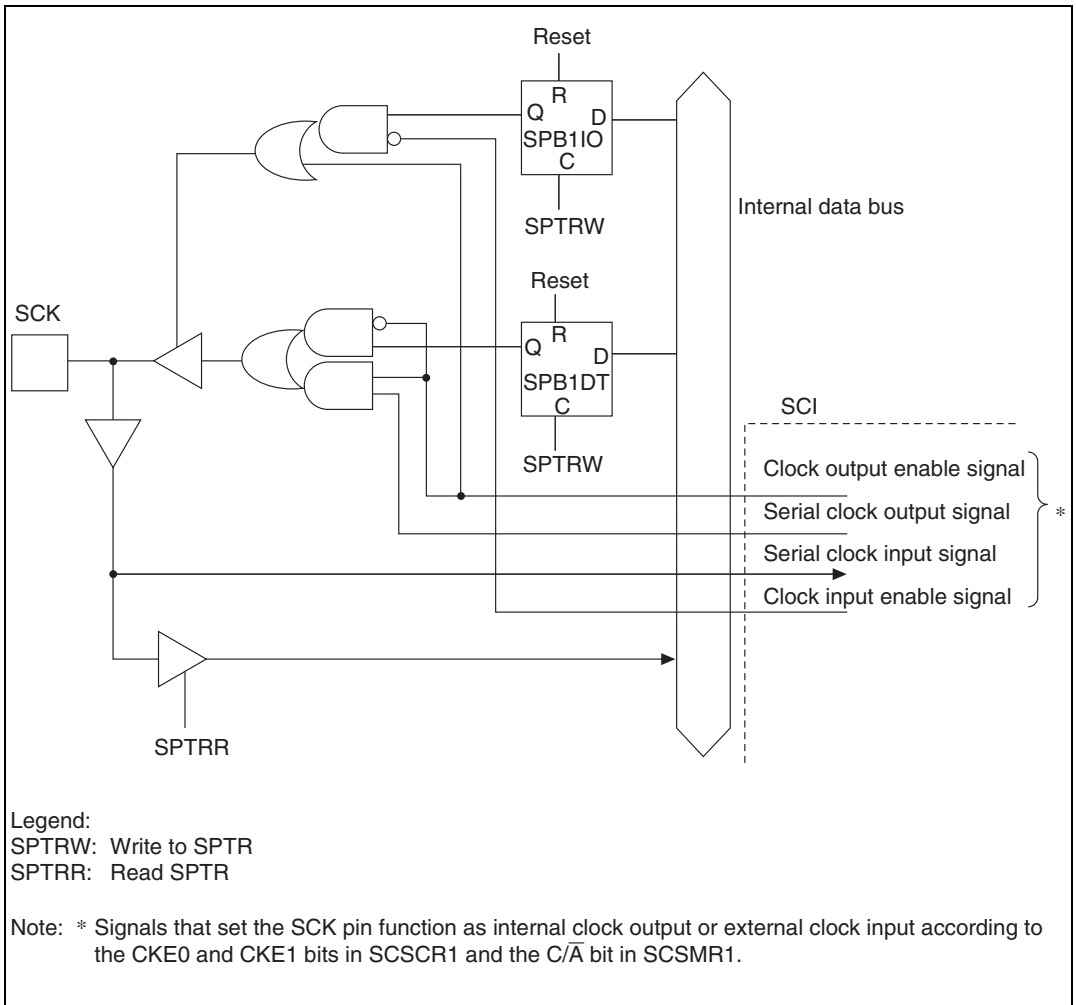 Reset
R
Q
D
SPB1IO
C
SPTRW
Internal data bus
Reset
SCK
R
Q
D
SPB1DT
C
SPTRW
SCI
Clock output enable signal
Serial clock output signal
*
Serial clock input signal
Clock input enable signal
SPTRR
Legend:
SPTRW: Write to SPTR
SPTRR: Read SPTR
Note: * Signals that set the SCK pin function as internal clock output or external clock input according to
the CKE0 and CKE1 bits in SCSCR1 and the C/A̅ bit in SCSMR1.